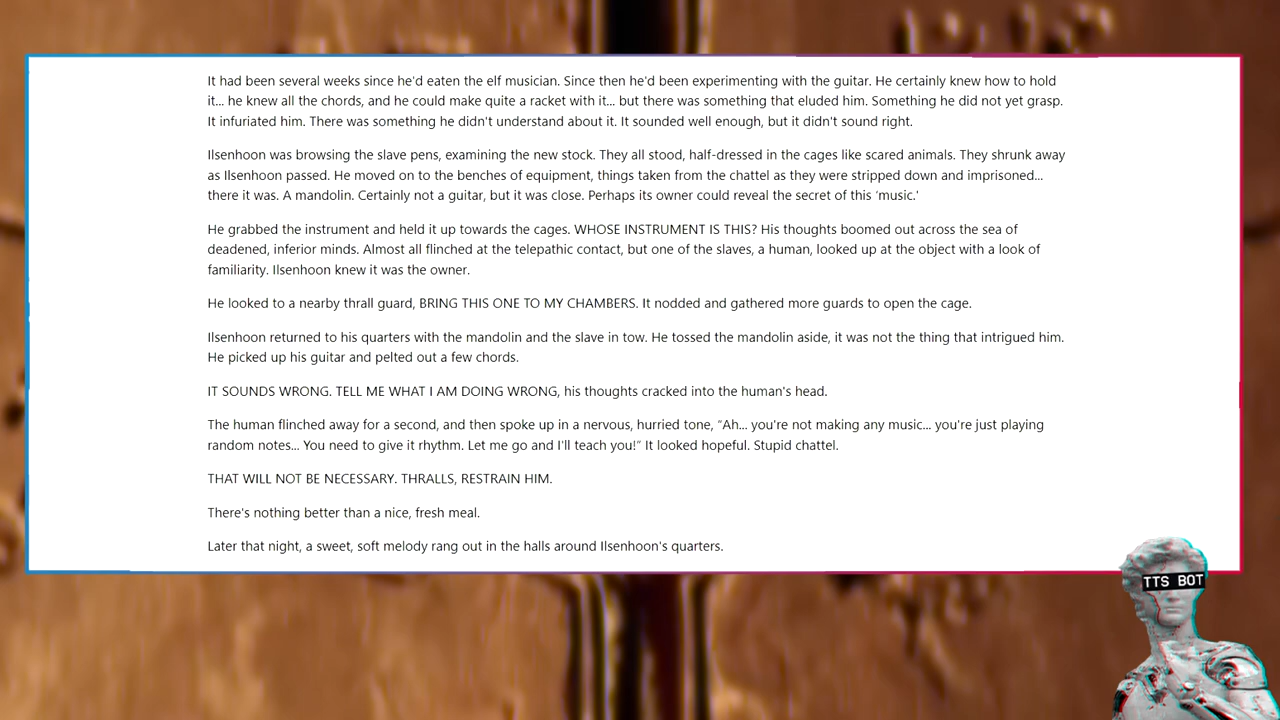 It had been several weeks since he'd eaten the elf musician. Since then he'd been experimenting with the guitar. He certainly knew how to hold
it... he knew all the chords, and he could make quite a racket with it... but there was something that eluded him. Something he did not yet grasp.
It infuriated him. There was something he didn't understand about it. It sounded well enough, but it didn't sound right.
Ilsenhoon was browsing the slave pens, examining the new stock. They all stood, half-dressed in the cages like scared animals. They shrunk away
as Ilsenhoon passed. He moved on to the benches of equipment, things taken from the chattel as they were stripped down and imprisoned...
there it was. A mandolin. Certainly not a guitar, but it was close. Perhaps its owner could reveal the secret of this 'music.'
He grabbed the instrument and held it up towards the cages. WHOSE INSTRUMENT IS THIS? His thoughts boomed out across the sea of
deadened, inferior minds. Almost all flinched at the telepathic contact, but one of the slaves, a human, looked up at the object with a look of
familiarity. Ilsenhoon knew it was the owner.
He looked to a nearby thrall guard, BRING THIS ONE TO MY CHAMBERS. It nodded and gathered more guards to open the cage.
Ilsenhoon returned to his quarters with the mandolin and the slave in tow. He tossed the mandolin aside, it was not the thing that intrigued him.
He picked up his guitar and pelted out a few chords.
IT SOUNDS WRONG. TELL ME WHAT I AM DOING WRONG, his thoughts cracked into the human's head.
The human flinched away for a second, and then spoke up in a nervous, hurried tone, "Ah... you're not making any music... you're just playing
random notes... You need to give it rhythm. Let me go and I'll teach you!" It looked hopeful. Stupid chattel.
THAT WILL NOT BE NECESSARY. THRALLS, RESTRAIN HIM.
There's nothing better than a nice, fresh meal.
Later that night, a sweet, soft melody rang out in the halls around Ilsenhoon's quarters.
TTS BOT